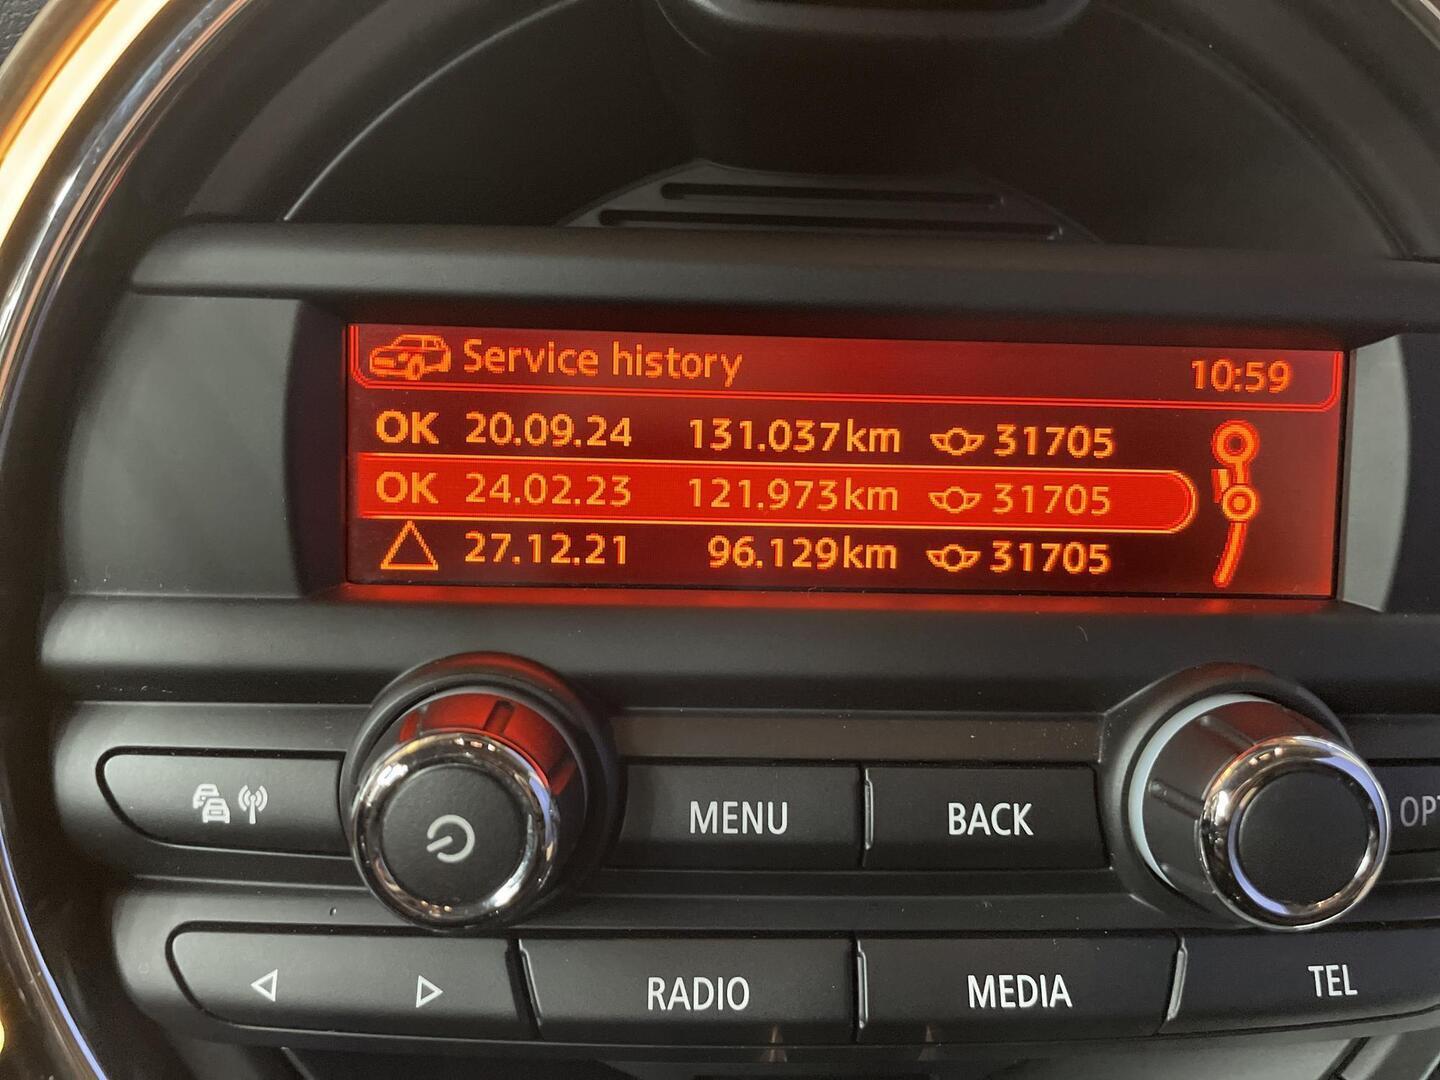 Service history 10:59
OK 20.09.24 131.037km 31705
OK 24.02.23 121.973km 31705
27.12.21 96.129km 31705
MENU BACK OPT
RADIO MEDIA TEL